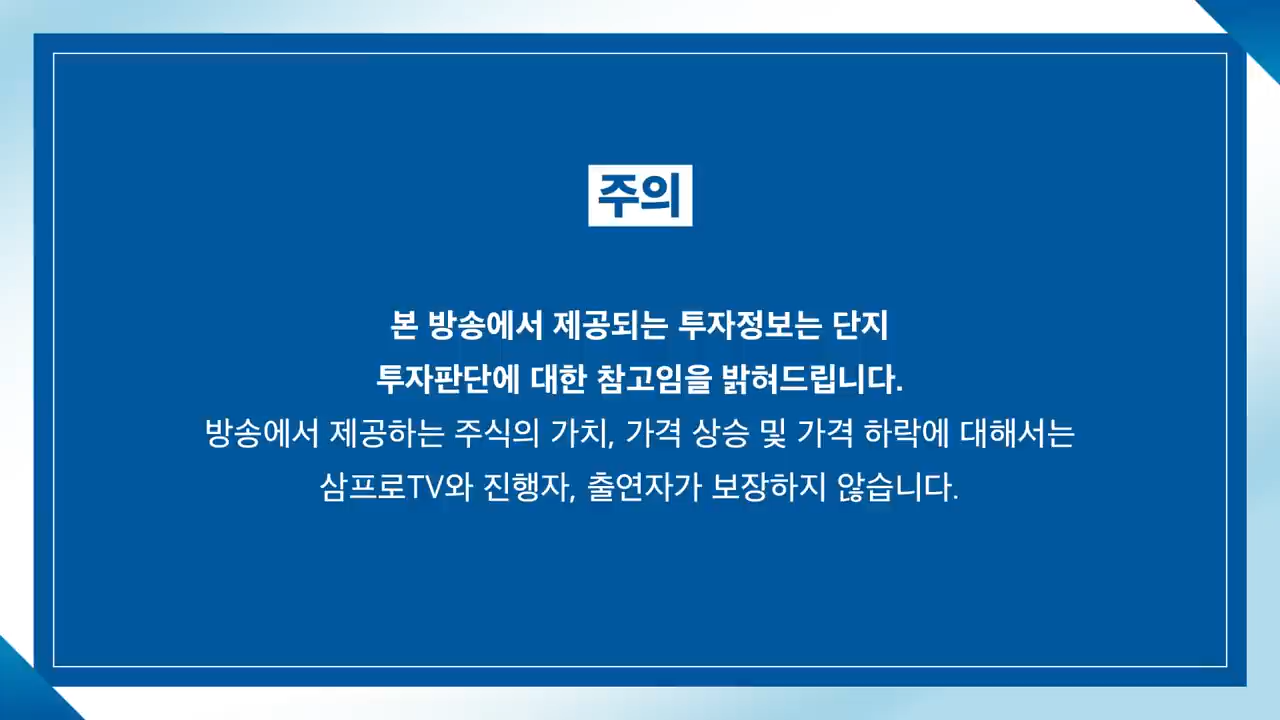 주의
본 방송에서 제공되는 투자정보는 단지
투자판단에 대한 참고임을 밝혀드립니다.
방송에서 제공하는 주식의 가치, 가격 상승 및 가격 하락에 대해서는
삼프로TV와 진행자, 출연자가 보장하지 않습니다.